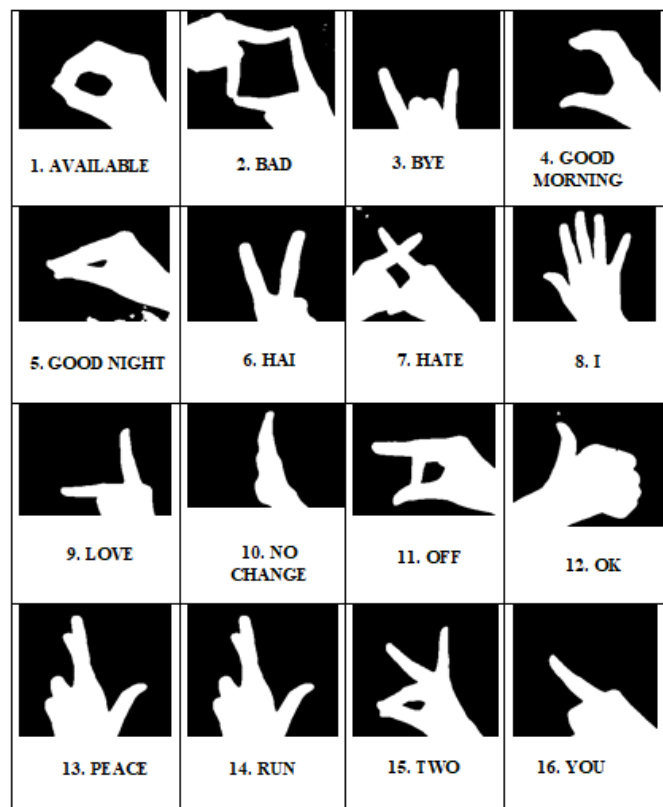 1. AVAILABLE
2. BAD
3. BYE
4. GOOD
MORNING
5. GOOD NIGHT
6. HAI
7. HATE
8. I
9. LOVE
10. NO
CHANGE
11. OFF
12. OK
13. PEACE
14. RUN
15. TWO
16. YOU